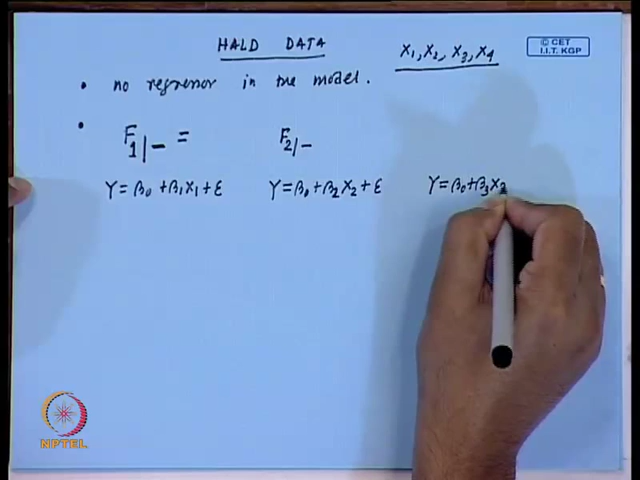 HALD DATA
X₁, X₂, X₃, X₄
© CET
I.I.T. KGP
• no regressor in the model.
• F₁|₋ = F₂|₋
Y = β₀ + β₁X₁ + ε Y = β₀ + β₂X₂ + ε Y = β₀ + β₃X₃
NPTEL